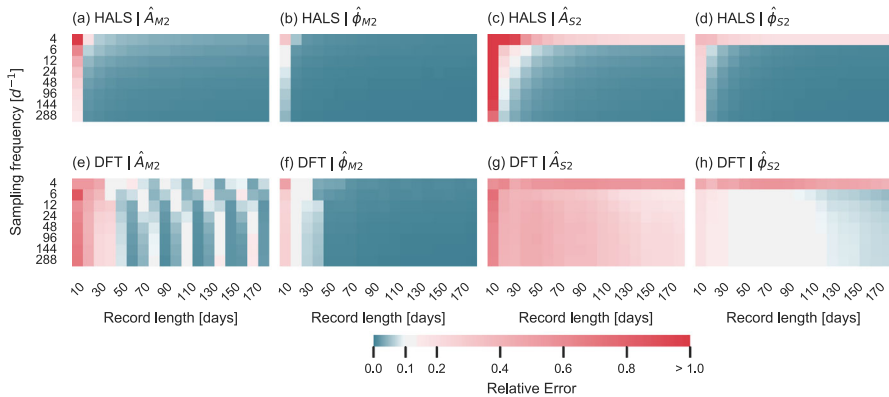 (a) HALS | Â_M2
(b) HALS | ϕ̂_M2
(c) HALS | Â_S2
(d) HALS | ϕ̂_S2
4
6
12
24
48
96
144
288
(e) DFT | Â_M2
(f) DFT | ϕ̂_M2
(g) DFT | Â_S2
(h) DFT | ϕ̂_S2
4
6
12
24
48
96
144
288
Sampling frequency [d⁻¹]
10 30 50 70 90 110 130 150 170
10 30 50 70 90 110 130 150 170
10 30 50 70 90 110 130 150 170
10 30 50 70 90 110 130 150 170
Record length [days]
Record length [days]
Record length [days]
Record length [days]
0.0 0.1 0.2 0.4 0.6 0.8 > 1.0
Relative Error